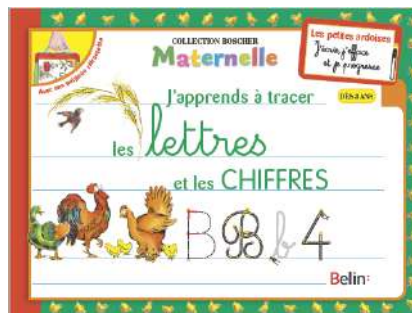 COLLECTION BOSCHER
Maternelle
Les petites ardoises
J'écris, j'efface
et je progresse
J'apprends à tracer
DÈS 3 ANS
les lettres
et les CHIFFRES
B B b 4
Belin: